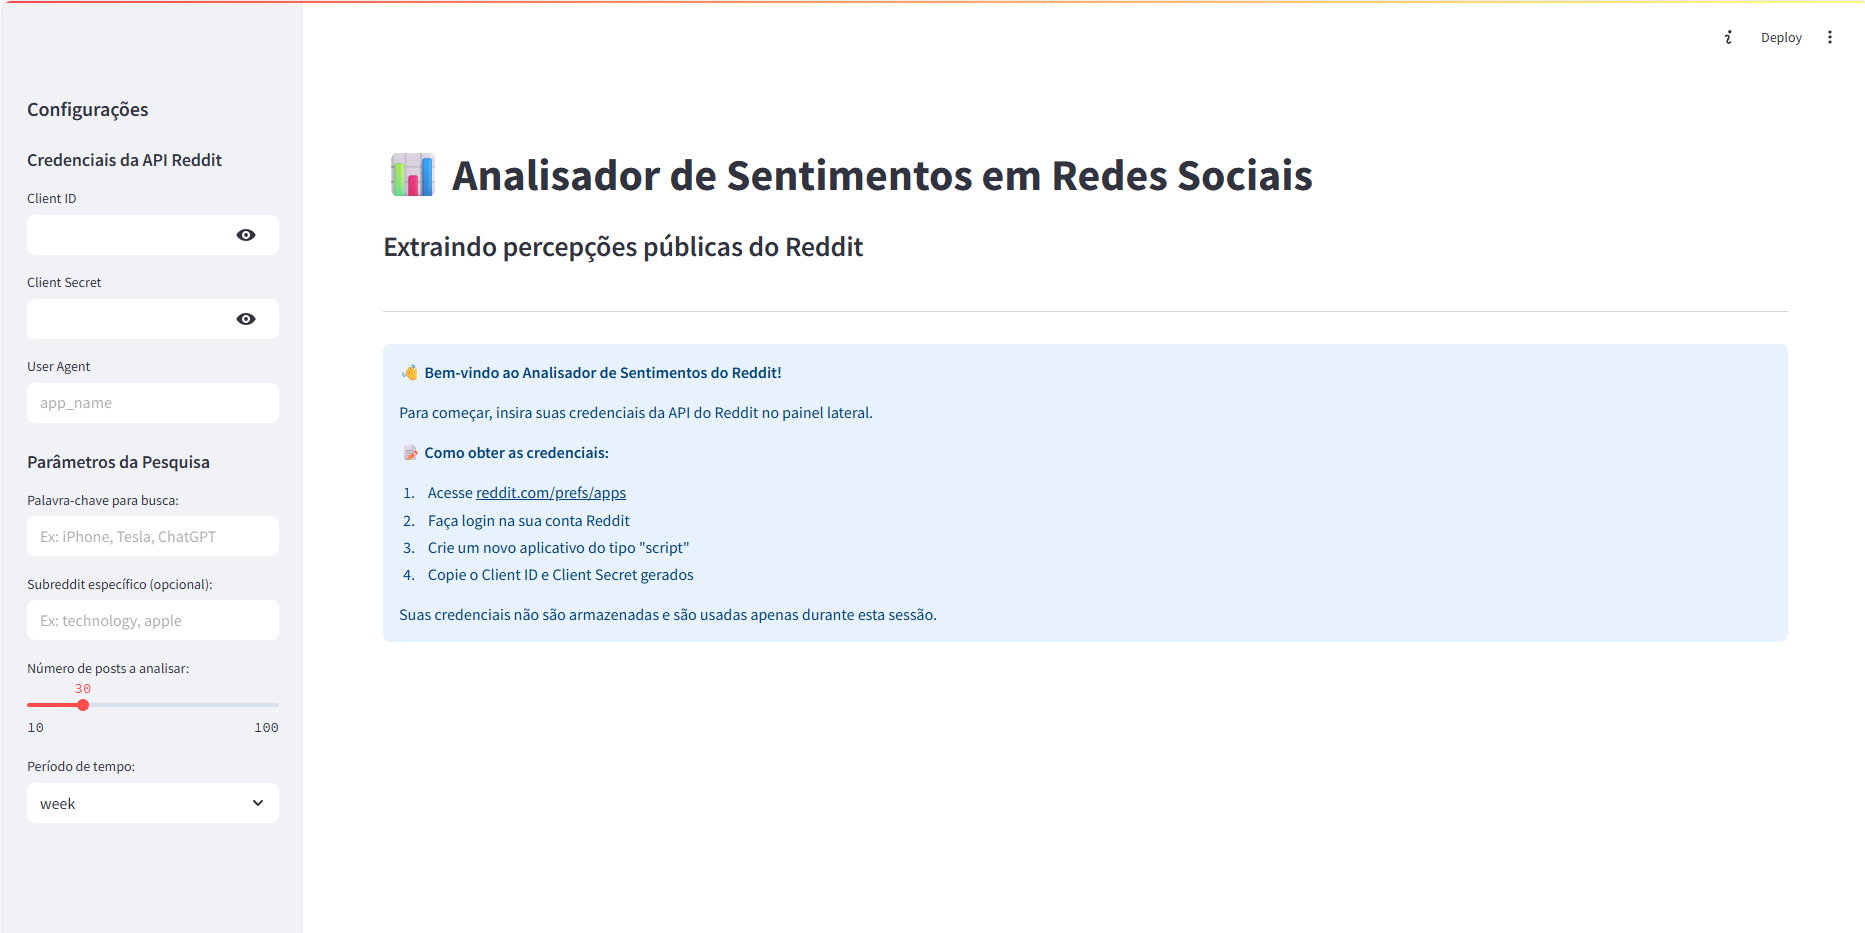 Deploy
Configurações
Credenciais da API Reddit
Client ID
Client Secret
User Agent
app_name
Parâmetros da Pesquisa
Palavra-chave para busca:
Ex: iPhone, Tesla, ChatGPT
Subreddit específico (opcional):
Ex: technology, apple
Número de posts a analisar:
30
10 100
Período de tempo:
week
Analisador de Sentimentos em Redes Sociais
Extraindo percepções públicas do Reddit
Bem-vindo ao Analisador de Sentimentos do Reddit!
Para começar, insira suas credenciais da API do Reddit no painel lateral.
Como obter as credenciais:
1. Acesse reddit.com/prefs/apps
2. Faça login na sua conta Reddit
3. Crie um novo aplicativo do tipo "script"
4. Copie o Client ID e Client Secret gerados
Suas credenciais não são armazenadas e são usadas apenas durante esta sessão.